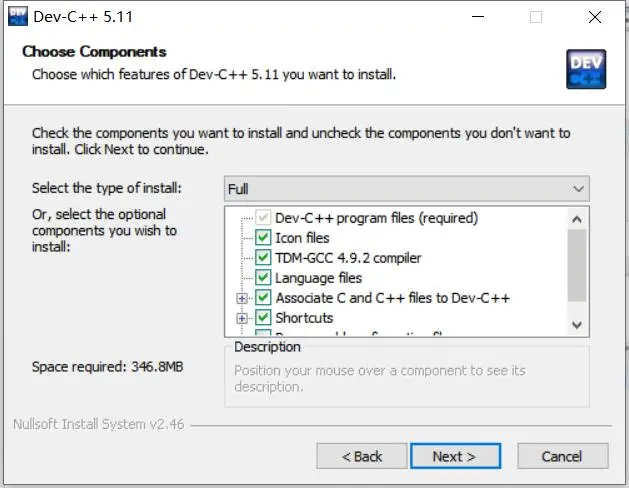 Dev-C++ 5.11
Choose Components
Choose which features of Dev-C++ 5.11 you want to install.
DEV
C++
Check the components you want to install and uncheck the components you don't want to
install. Click Next to continue.
Select the type of install:
Full
Or, select the optional
components you wish to
install:
Dev-C++ program files (required)
Icon files
TDM-GCC 4.9.2 compiler
Language files
Associate C and C++ files to Dev-C++
Shortcuts
Space required: 346.8MB
Description
Position your mouse over a component to see its
description.
Nullsoft Install System v2.46
< Back
Next >
Cancel